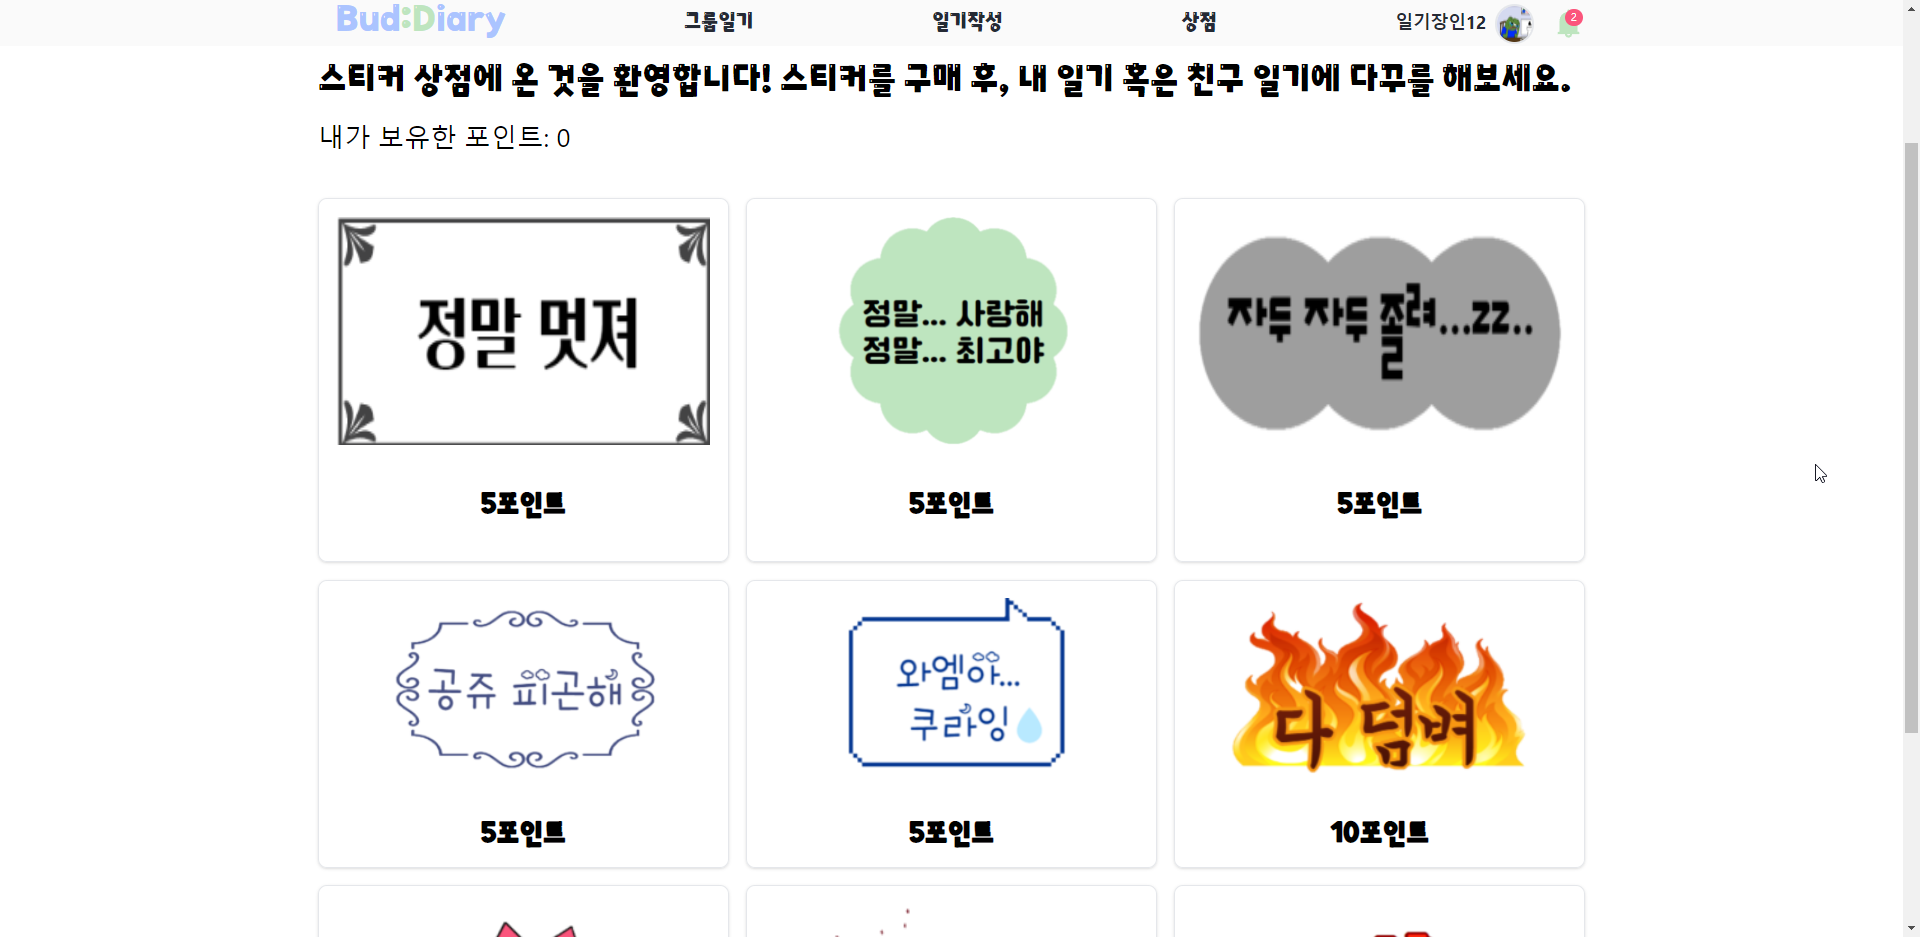 Bud:Diary
그룹일기
일기작성
상점
일기장인12
2
스티커 상점에 온 것을 환영합니다! 스티커를 구매 후, 내 일기 혹은 친구 일기에 다꾸를 해보세요.
내가 보유한 포인트: 0
정말 멋져
5포인트
정말... 사랑해
정말... 최고야
5포인트
자두 자두 졸려...zz..
5포인트
공쥬 피곤해
5포인트
와엠아...
쿠라잉
5포인트
다 덤벼
10포인트